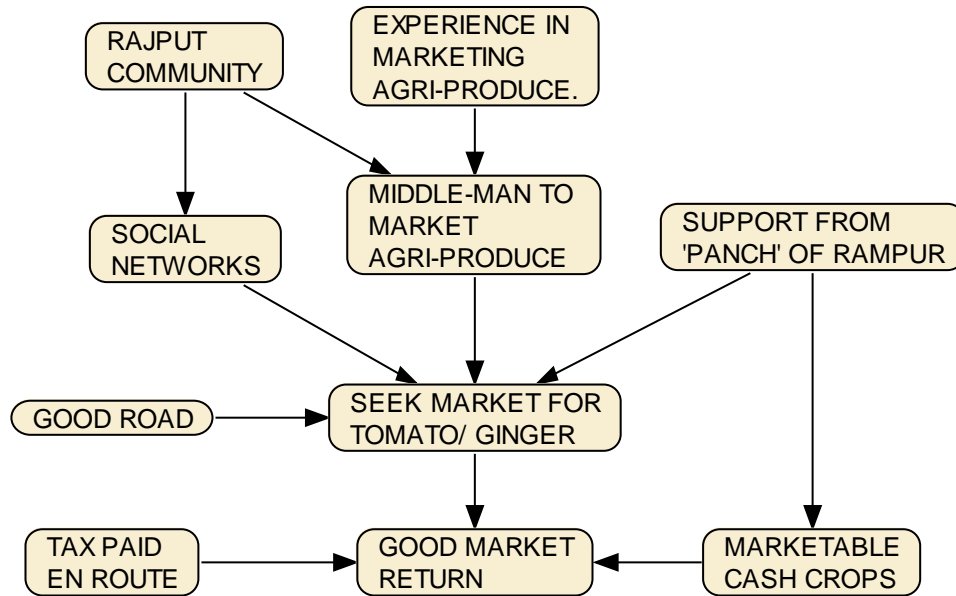 RAJPUT
COMMUNITY
EXPERIENCE IN
MARKETING
AGRI-PRODUCE.
SOCIAL
NETWORKS
MIDDLE-MAN TO
MARKET
AGRI-PRODUCE
SUPPORT FROM
'PANCH' OF RAMPUR
GOOD ROAD
SEEK MARKET FOR
TOMATO/ GINGER
TAX PAID
EN ROUTE
GOOD MARKET
RETURN
MARKETABLE
CASH CROPS